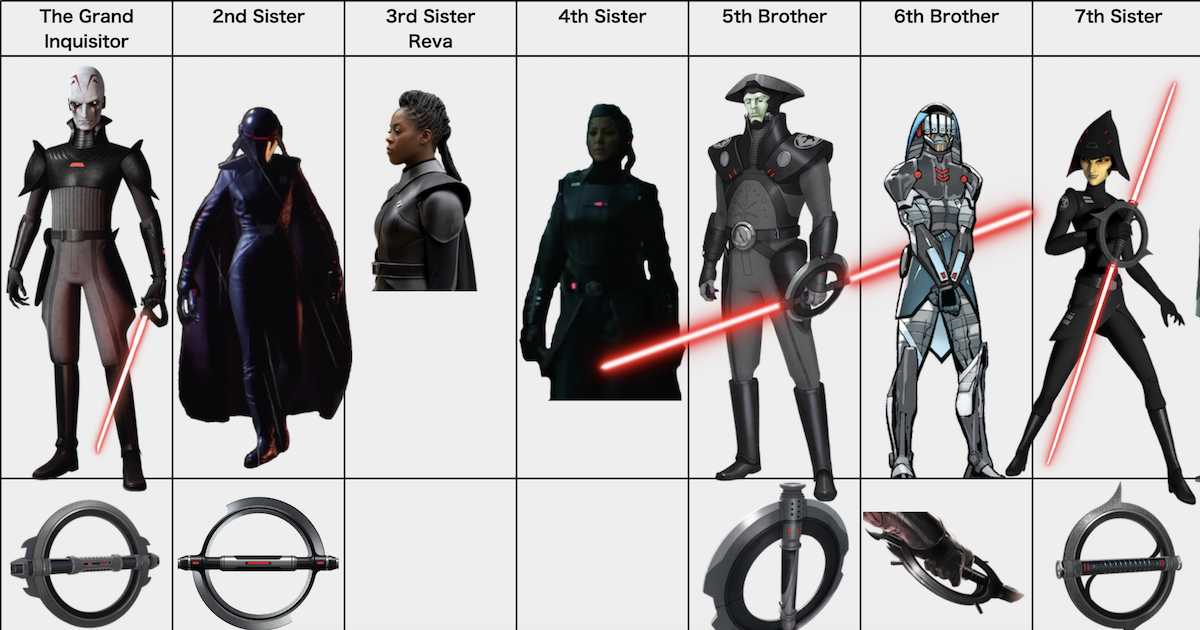 The Grand
Inquisitor
2nd Sister
3rd Sister
Reva
4th Sister
5th Brother
6th Brother
7th Sister